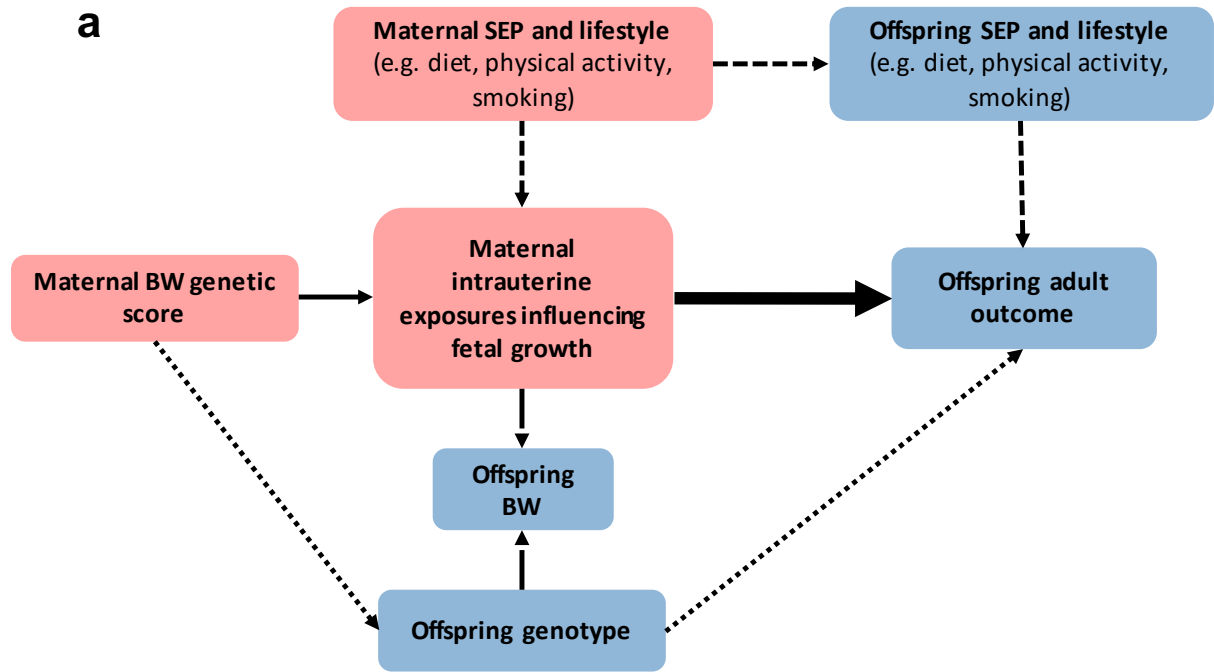 a
Maternal SEP and lifestyle
(e.g. diet, physical activity,
smoking)
Offspring SEP and lifestyle
(e.g. diet, physical activity,
smoking)
Maternal BW genetic
score
Maternal
intrauterine
exposures influencing
fetal growth
Offspring adult
outcome
Offspring
BW
Offspring genotype